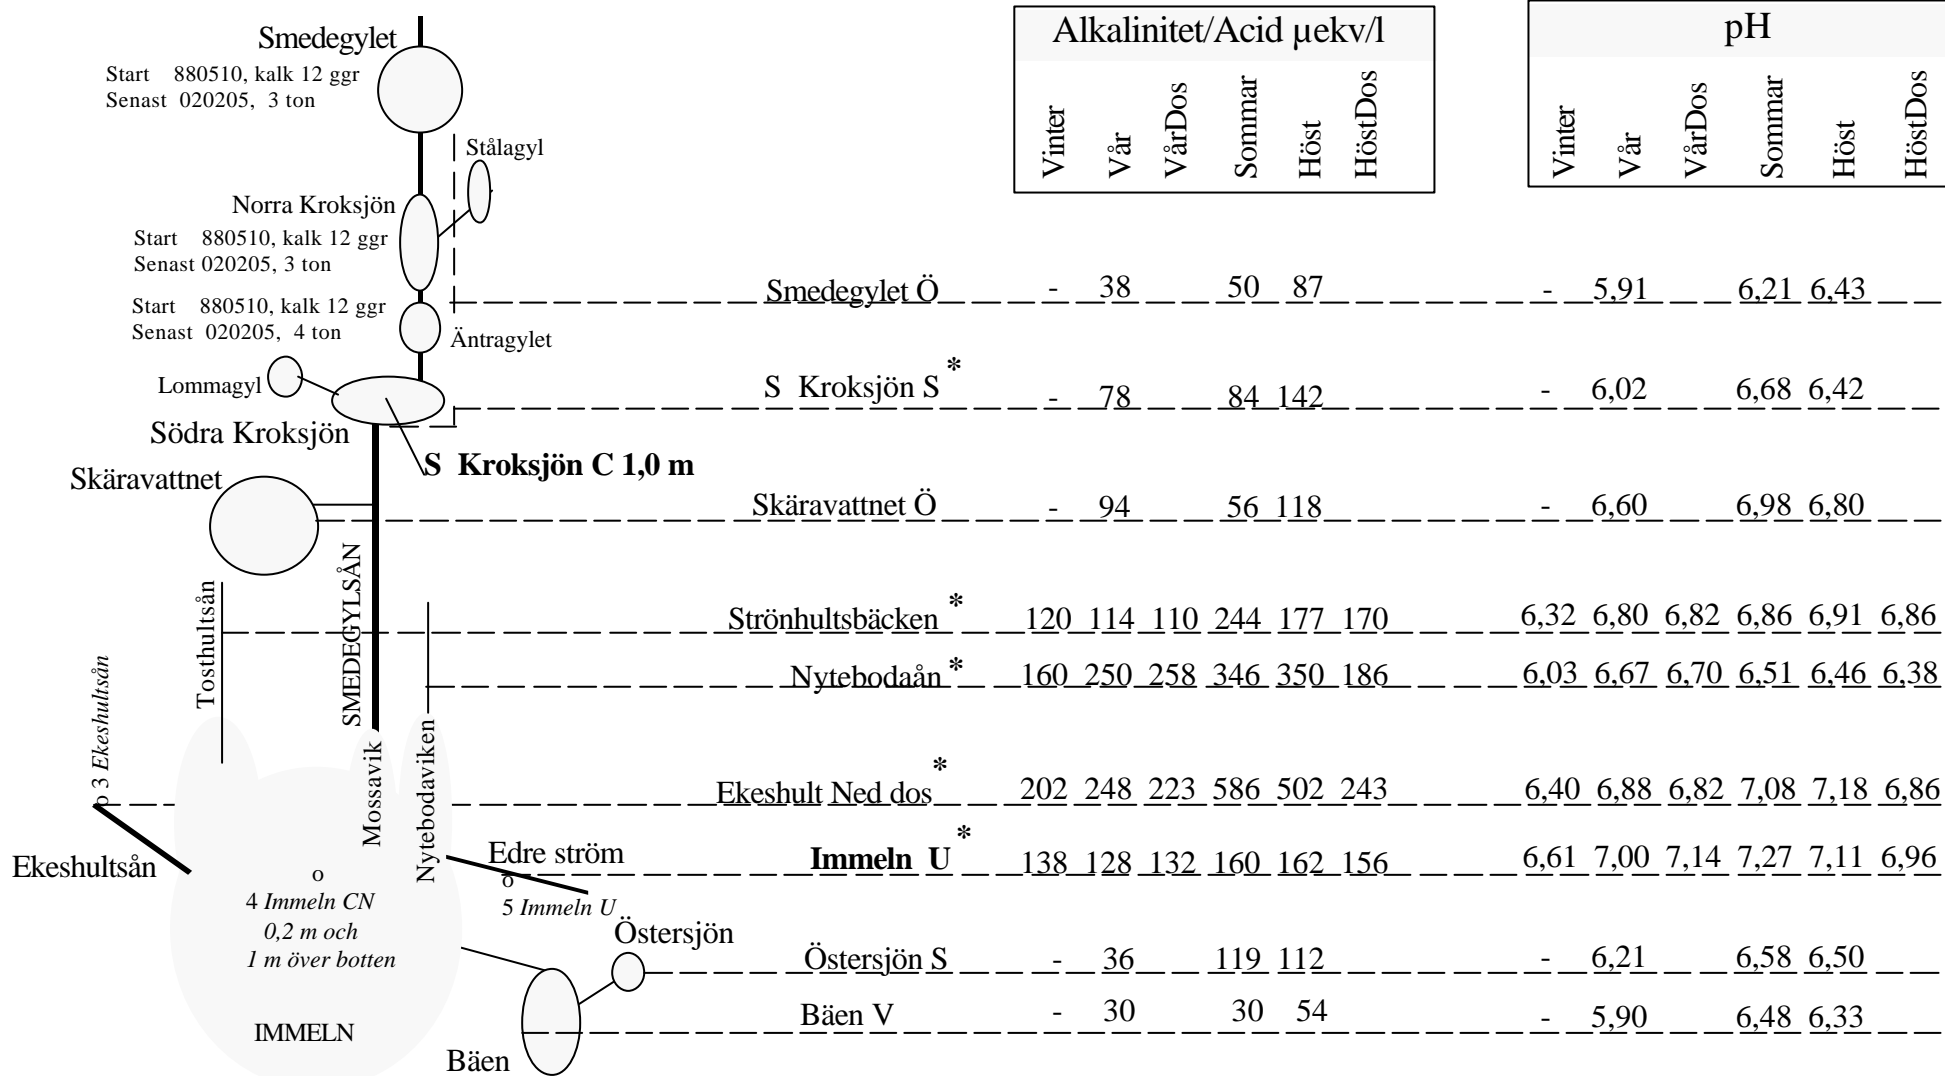 Alkalinitet/Acid µekv/l
pH
Vinter Vår VårDos Sommar Höst HöstDos
Vinter Vår VårDos Sommar Höst HöstDos
Smedegylet
Start 880510, kalk 12 ggr
Senast 020205, 3 ton
Stålagyl
Norra Kroksjön
Start 880510, kalk 12 ggr
Senast 020205, 3 ton
Start 880510, kalk 12 ggr
Senast 020205, 4 ton
Äntragylet
Smedegylet Ö - 38 50 87 - 5,91 6,21 6,43
Lommagyl
S Kroksjön S * - 78 84 142 - 6,02 6,68 6,42
Södra Kroksjön
S Kroksjön C 1,0 m
Skäravattnet
Skäravattnet Ö - 94 56 118 - 6,60 6,98 6,80
Tosthultsån
SMEDEGYLSÅN
Strönhultsbäcken * 120 114 110 244 177 170 6,32 6,80 6,82 6,86 6,91 6,86
Nytebodaån * 160 250 258 346 350 186 6,03 6,67 6,70 6,51 6,46 6,38
o 3 Ekeshultsån
Mossavik
Nytebodaviken
Ekeshult Ned dos * 202 248 223 586 502 243 6,40 6,88 6,82 7,08 7,18 6,86
Ekeshultsån
Edre ström
Immeln U * 138 128 132 160 162 156 6,61 7,00 7,14 7,27 7,11 6,96
o
4 Immeln CN
0,2 m och
1 m över botten
o
5 Immeln U
Östersjön
Östersjön S - 36 119 112 - 6,21 6,58 6,50
Bäen V - 30 30 54 - 5,90 6,48 6,33
IMMELN
Bäen